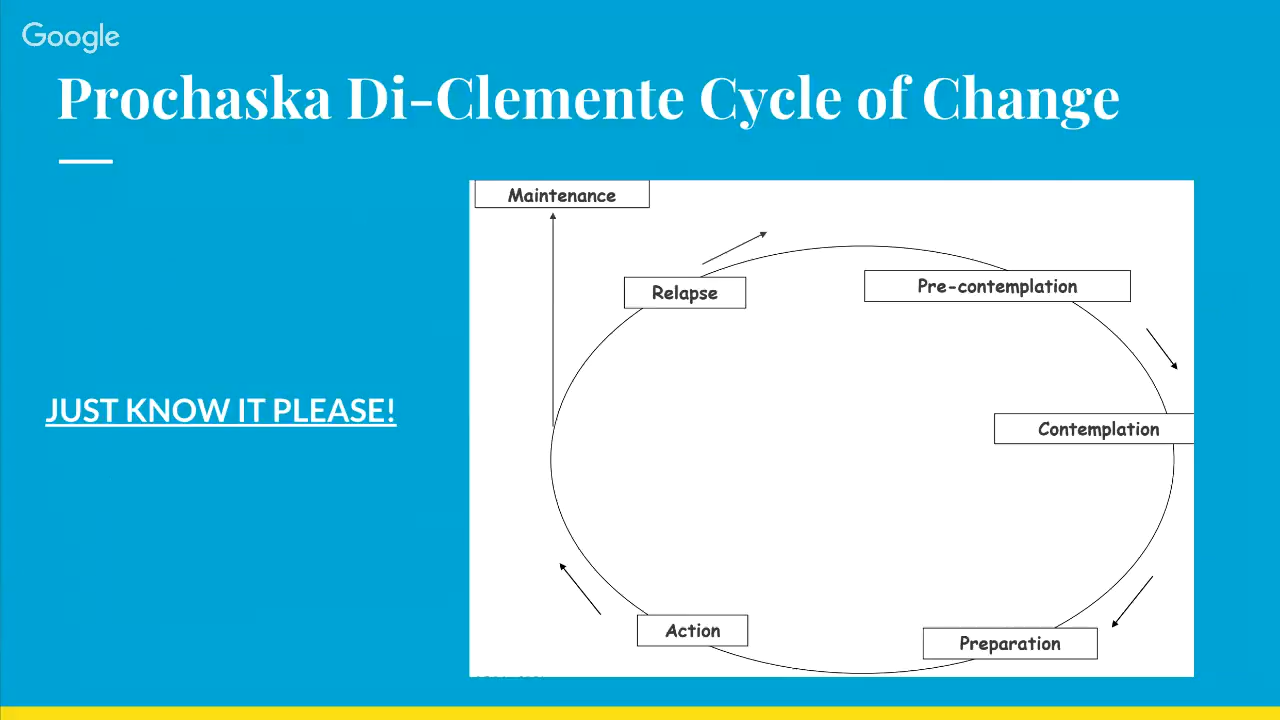 Google
Prochaska Di-Clemente Cycle of Change
Maintenance
Relapse
Pre-contemplation
JUST KNOW IT PLEASE!
Contemplation
Action
Preparation